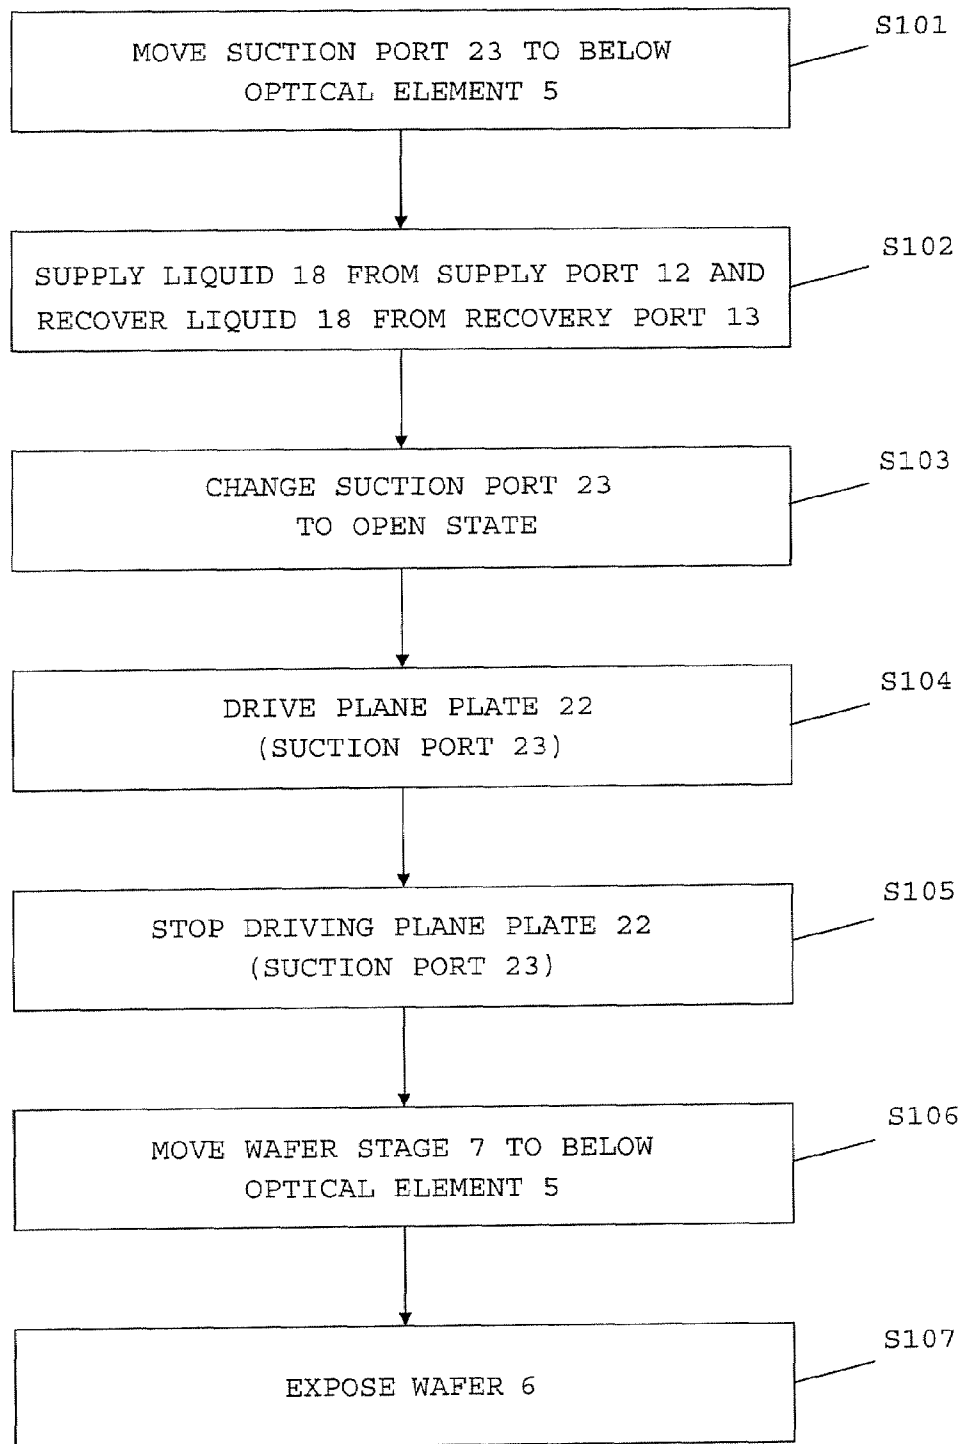 S101
MOVE SUCTION PORT 23 TO BELOW
OPTICAL ELEMENT 5
S102
SUPPLY LIQUID 18 FROM SUPPLY PORT 12 AND
RECOVER LIQUID 18 FROM RECOVERY PORT 13
S103
CHANGE SUCTION PORT 23
TO OPEN STATE
S104
DRIVE PLANE PLATE 22
(SUCTION PORT 23)
S105
STOP DRIVING PLANE PLATE 22
(SUCTION PORT 23)
S106
MOVE WAFER STAGE 7 TO BELOW
OPTICAL ELEMENT 5
S107
EXPOSE WAFER 6